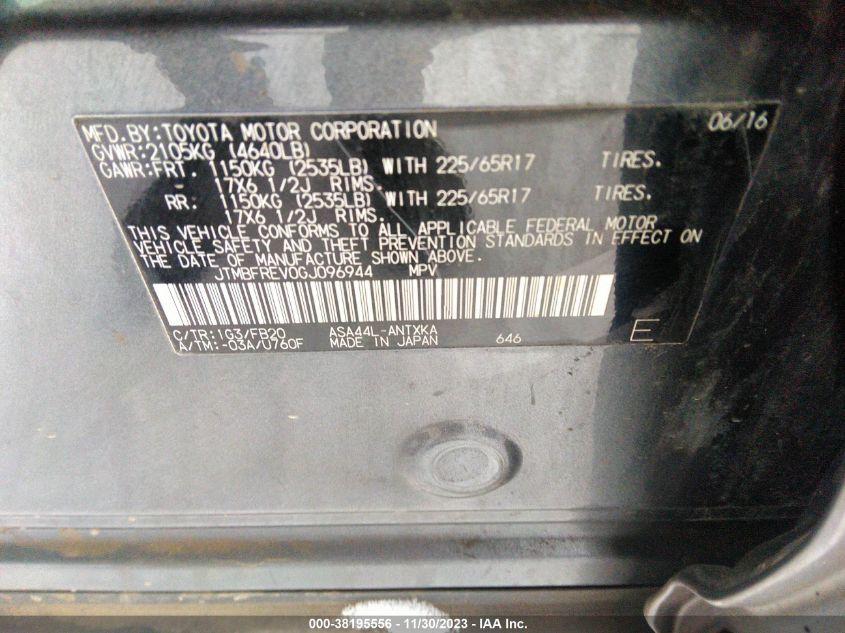 MFD.BY:TOYOTA MOTOR CORPORATION 06/16
GVWR:2105KG (4640LB)
GAWR:FRT. 1150KG (2535LB) WITH 225/65R17 TIRES.
17X6 1/2J RIMS.
RR: 1150KG (2535LB) WITH 225/65R17 TIRES.
17X6 1/2J RIMS.
THIS VEHICLE CONFORMS TO ALL APPLICABLE FEDERAL MOTOR
VEHICLE SAFETY AND THEFT PREVENTION STANDARDS IN EFFECT ON
THE DATE OF MANUFACTURE SHOWN ABOVE.
JTMBFREV0GJ096944 MPV
C/TR:1G3/FB20 ASA44L-ANTXKA
A/TM:-03A/U760F MADE IN JAPAN 646 E
000-38195556 - 11/30/2023 - IAA Inc.